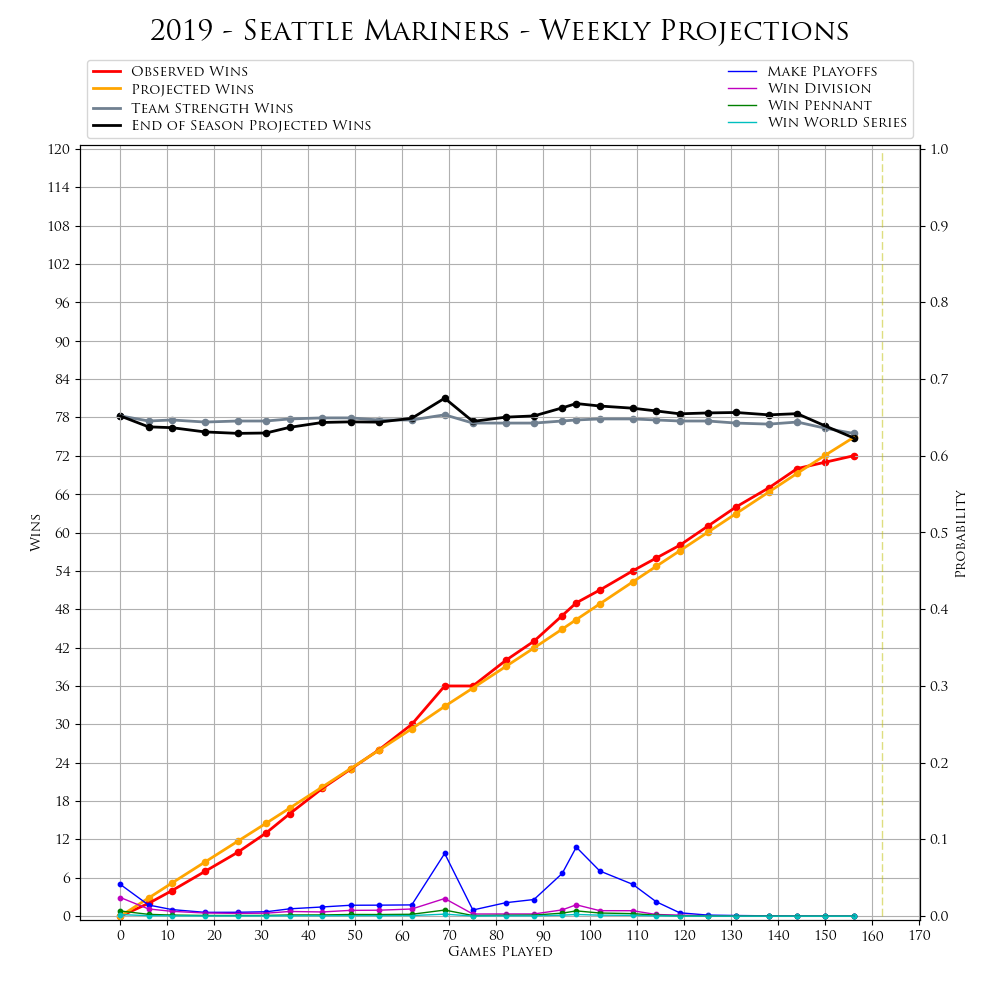 2019 - Seattle Mariners - Weekly Projections
Observed Wins
Projected Wins
Team Strength Wins
End of Season Projected Wins
Make Playoffs
Win Division
Win Pennant
Win World Series
120
114
108
102
96
90
84
78
72
66
60
54
48
42
36
30
24
18
12
6
0
Wins
1.0
0.9
0.8
0.7
0.6
0.5
0.4
0.3
0.2
0.1
0.0
Probability
0 10 20 30 40 50 60 70 80 90 100 110 120 130 140 150 160 170
Games Played